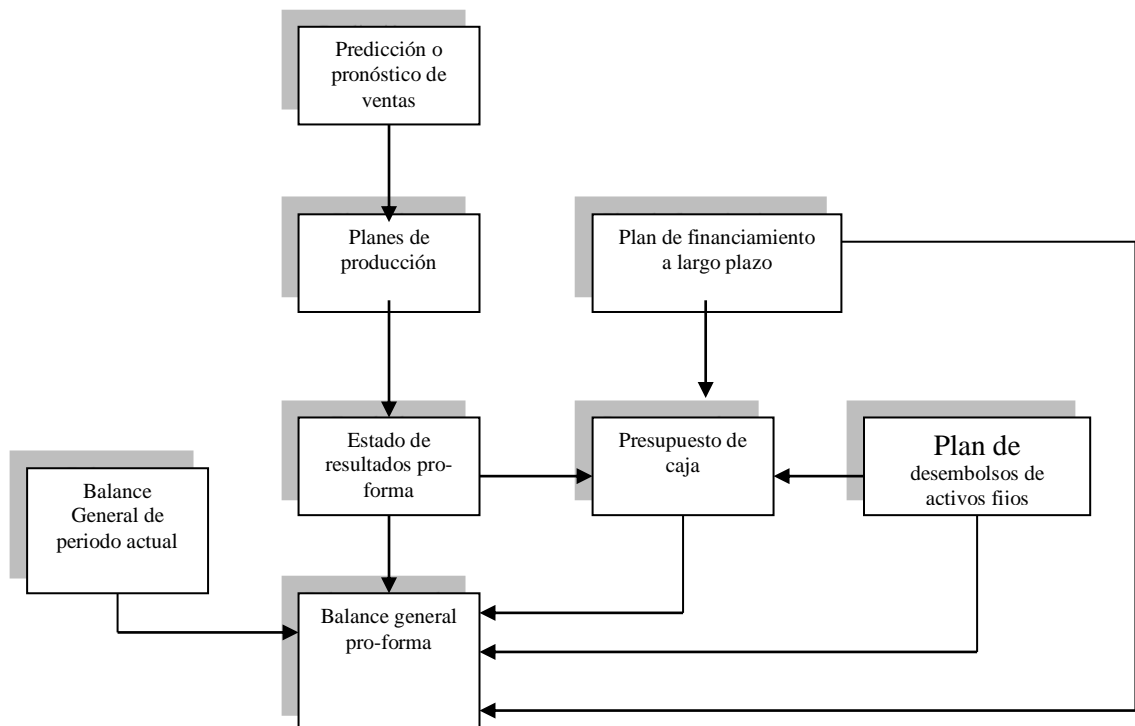 Predicción o
pronóstico de
ventas
Planes de
producción
Plan de financiamiento
a largo plazo
Estado de
resultados pro-
forma
Presupuesto de
caja
Plan de
desembolsos de
activos fijos
Balance
General de
periodo actual
Balance general
pro-forma